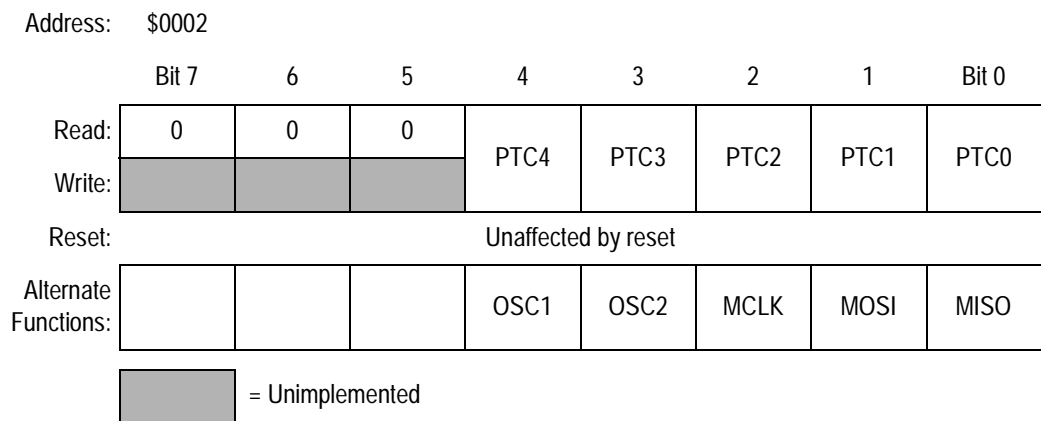 Address: $0002
Bit 7 6 5 4 3 2 1 Bit 0
Read: 0 0 0 PTC4 PTC3 PTC2 PTC1 PTC0
Write:
Reset: Unaffected by reset
Alternate Functions: OSC1 OSC2 MCLK MOSI MISO
= Unimplemented